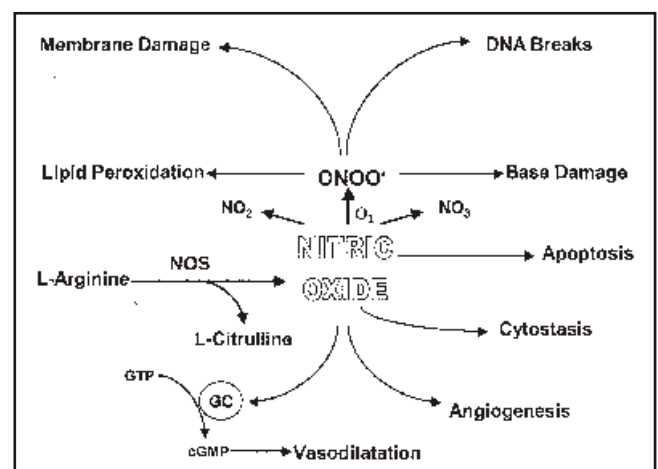 Membrane Damage
DNA Breaks
Lipid Peroxidation
ONOO•
Base Damage
NO₂
O₁
NO₃
NITRIC
OXIDE
Apoptosis
L-Arginine
NOS
L-Citrulline
Cytostasis
GTP
GC
Angiogenesis
cGMP
Vasodilatation